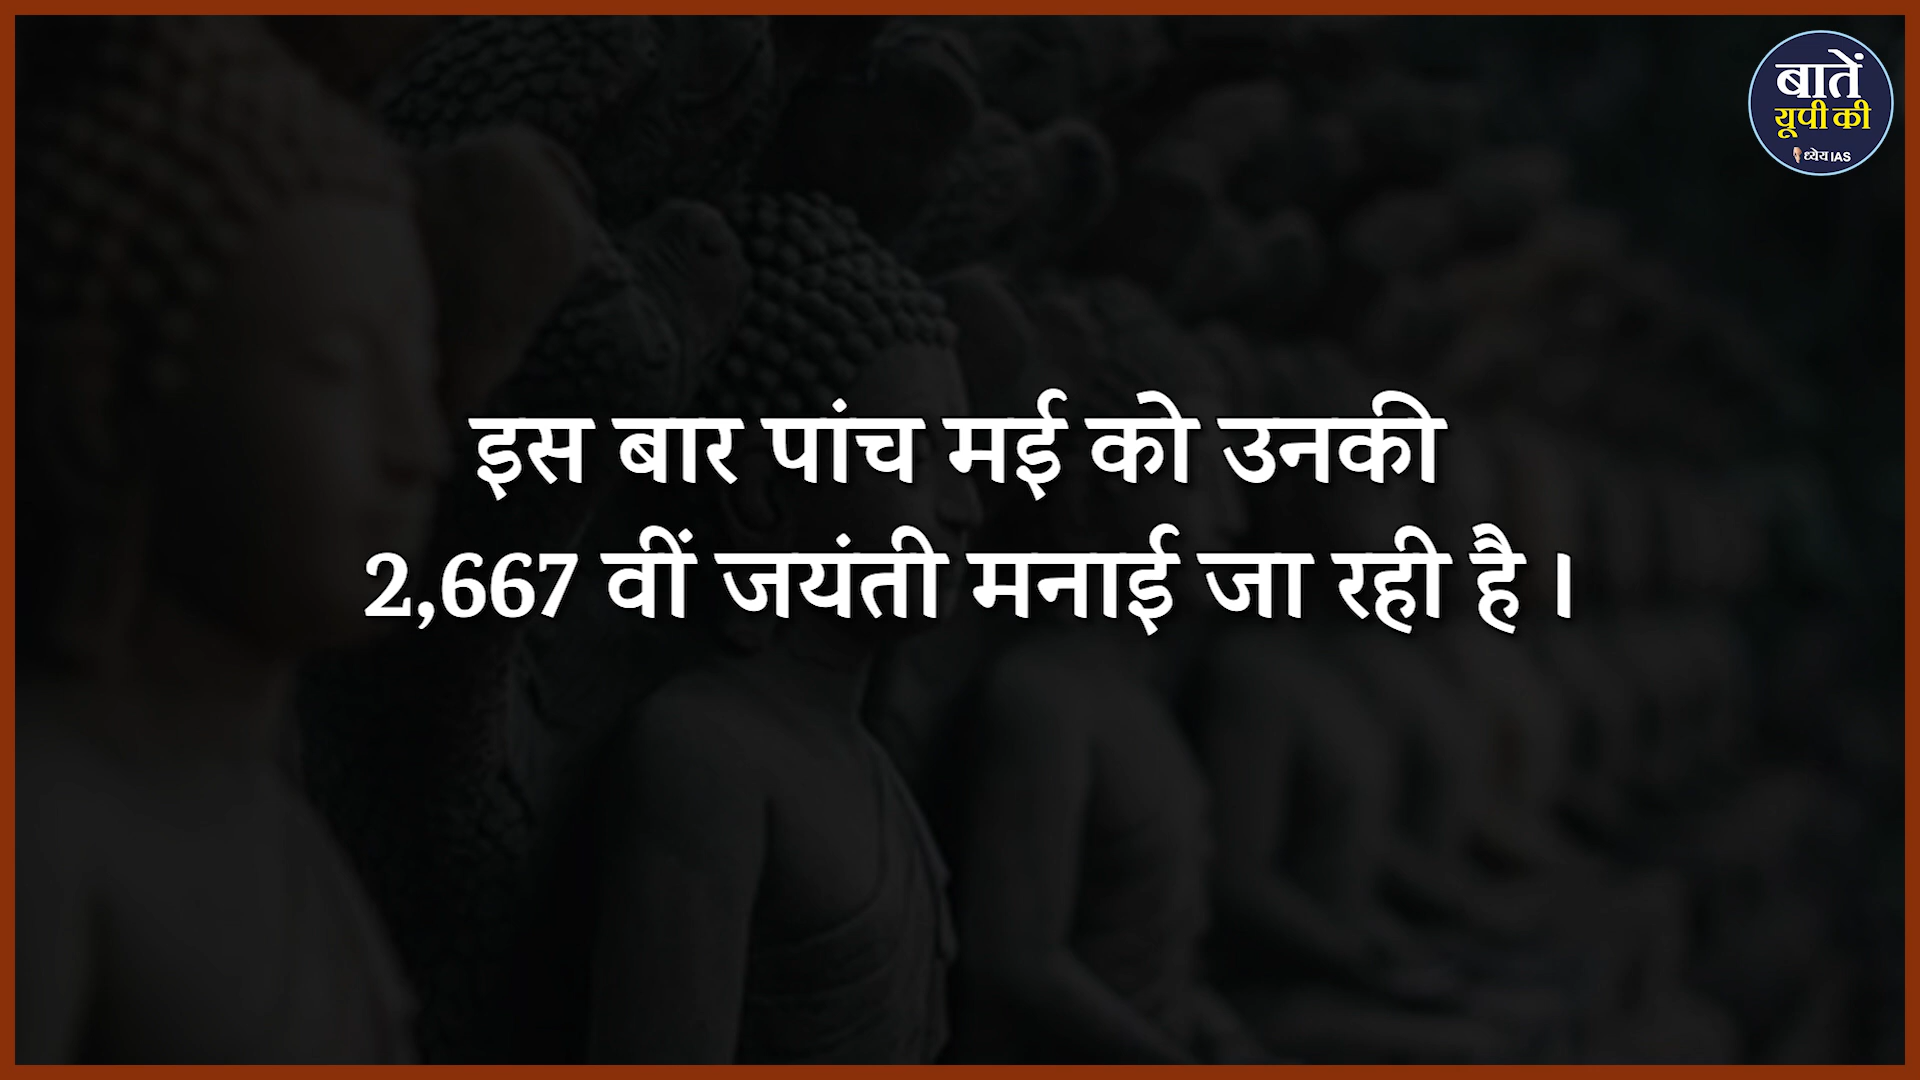 बातें
यूपी की
ध्येय IAS
इस बार पांच मई को उनकी
2,667 वीं जयंती मनाई जा रही है ।